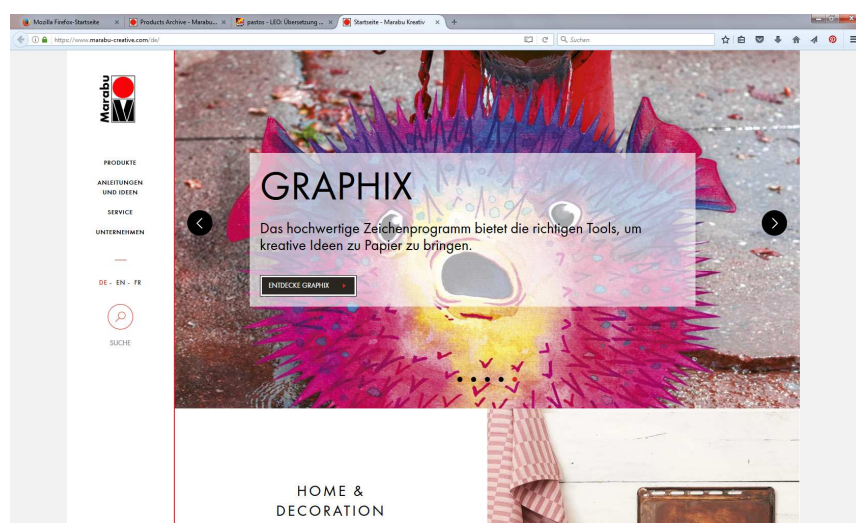 Mozilla Firefox-Startseite
Products Archive - Marabu...
pastos - LEO: Übersetzung ...
Startseite - Marabu Kreativ
https://www.marabu-creative.com/de/
Suchen
Marabu
PRODUKTE
ANLEITUNGEN
UND IDEEN
SERVICE
UNTERNEHMEN
DE - EN - FR
SUCHE
GRAPHIX
Das hochwertige Zeichenprogramm bietet die richtigen Tools, um
kreative Ideen zu Papier zu bringen.
ENTDECKE GRAPHIX
HOME &
DECORATION